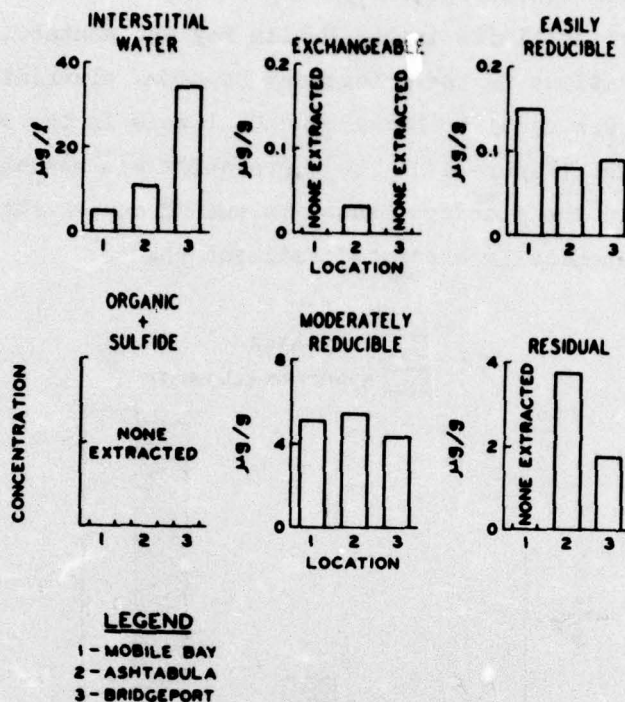 INTERSTITIAL
WATER
40
20
0
µg/ℓ
1 2 3
EXCHANGEABLE
0.2
0.1
0
µg/g
NONE EXTRACTED
NONE EXTRACTED
1 2 3
LOCATION
EASILY
REDUCIBLE
0.2
0.1
0
µg/g
1 2 3
CONCENTRATION
ORGANIC
+
SULFIDE
NONE
EXTRACTED
1 2 3
MODERATELY
REDUCIBLE
8
4
0
µg/g
1 2 3
LOCATION
RESIDUAL
4
2
0
µg/g
NONE EXTRACTED
1 2 3
LEGEND
1 - MOBILE BAY
2 - ASHTABULA
3 - BRIDGEPORT